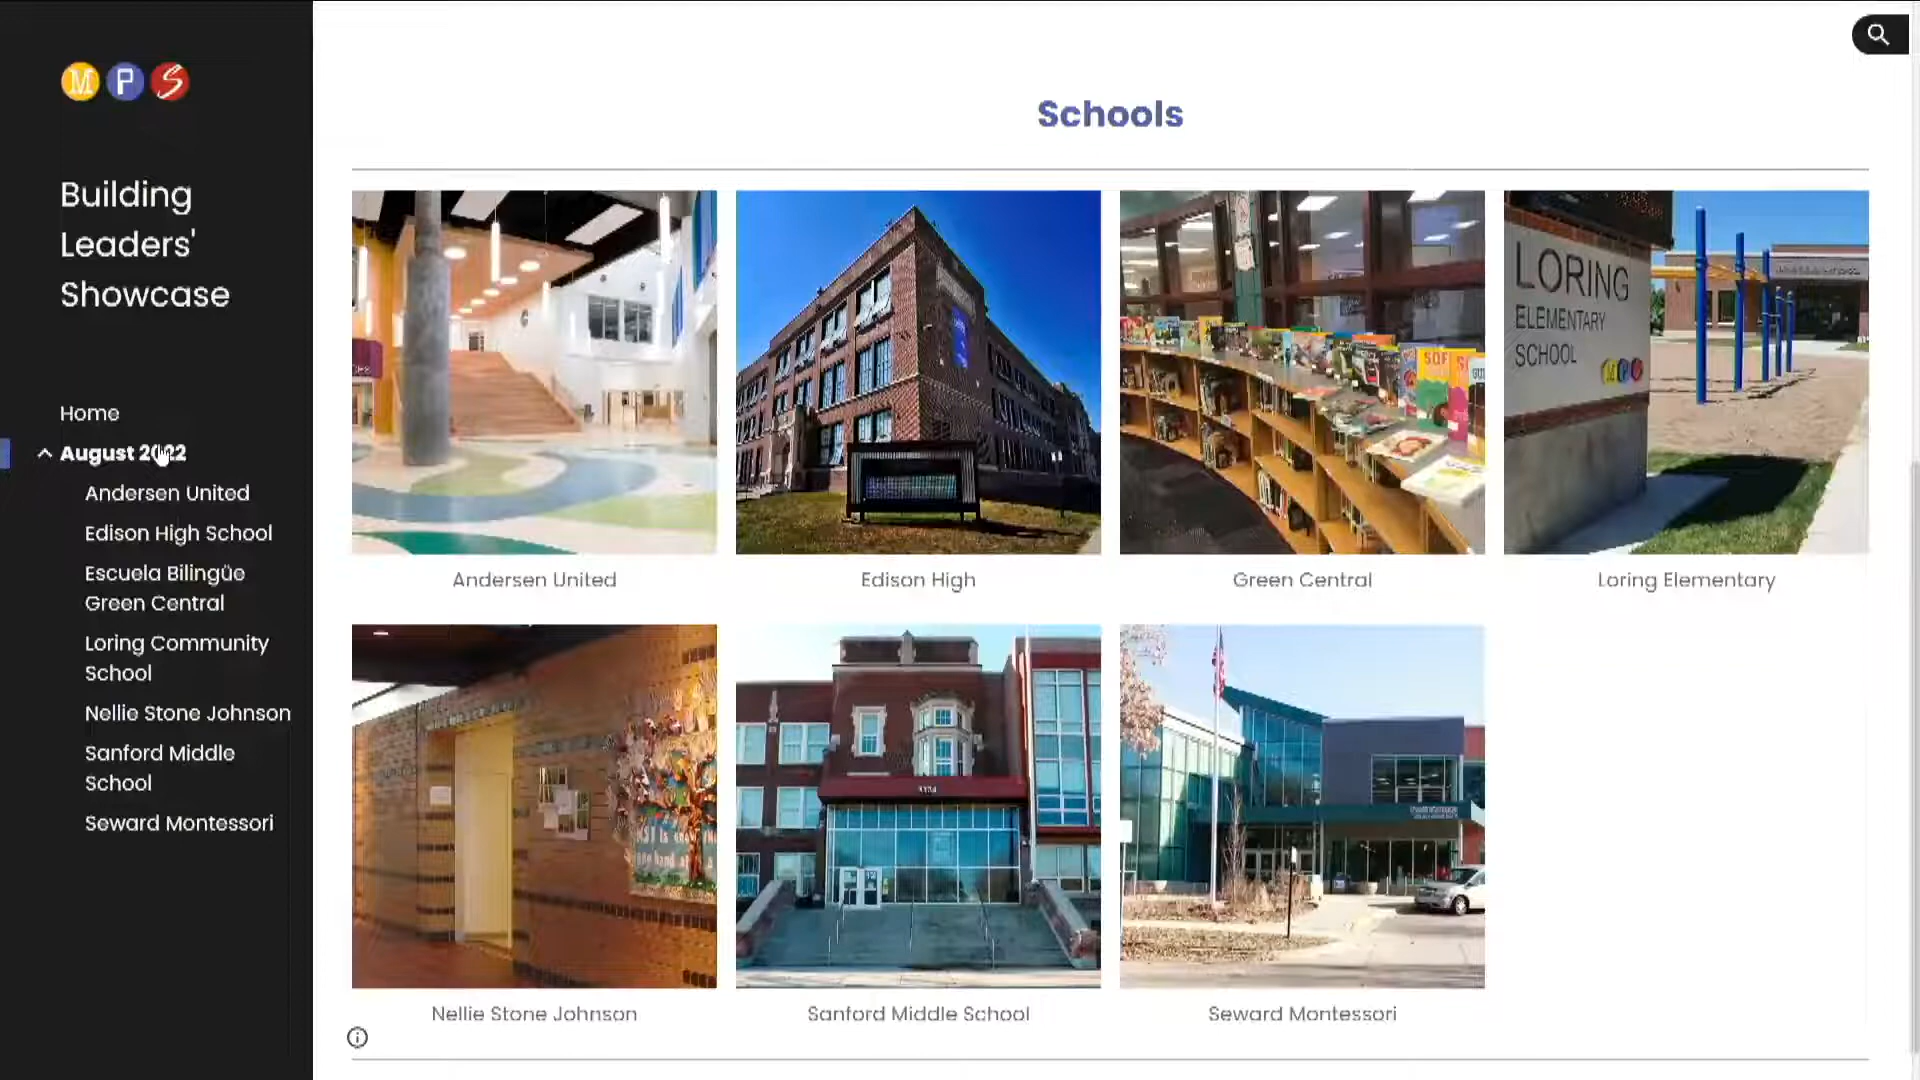 M P S
Building
Leaders'
Showcase
Home
August 2022
Andersen United
Edison High School
Escuela Bilingüe
Green Central
Loring Community
School
Nellie Stone Johnson
Sanford Middle
School
Seward Montessori
Schools
LORING
ELEMENTARY
SCHOOL
MPS
Andersen United
Edison High
Green Central
Loring Elementary
Nellie Stone Johnson
Sanford Middle School
Seward Montessori